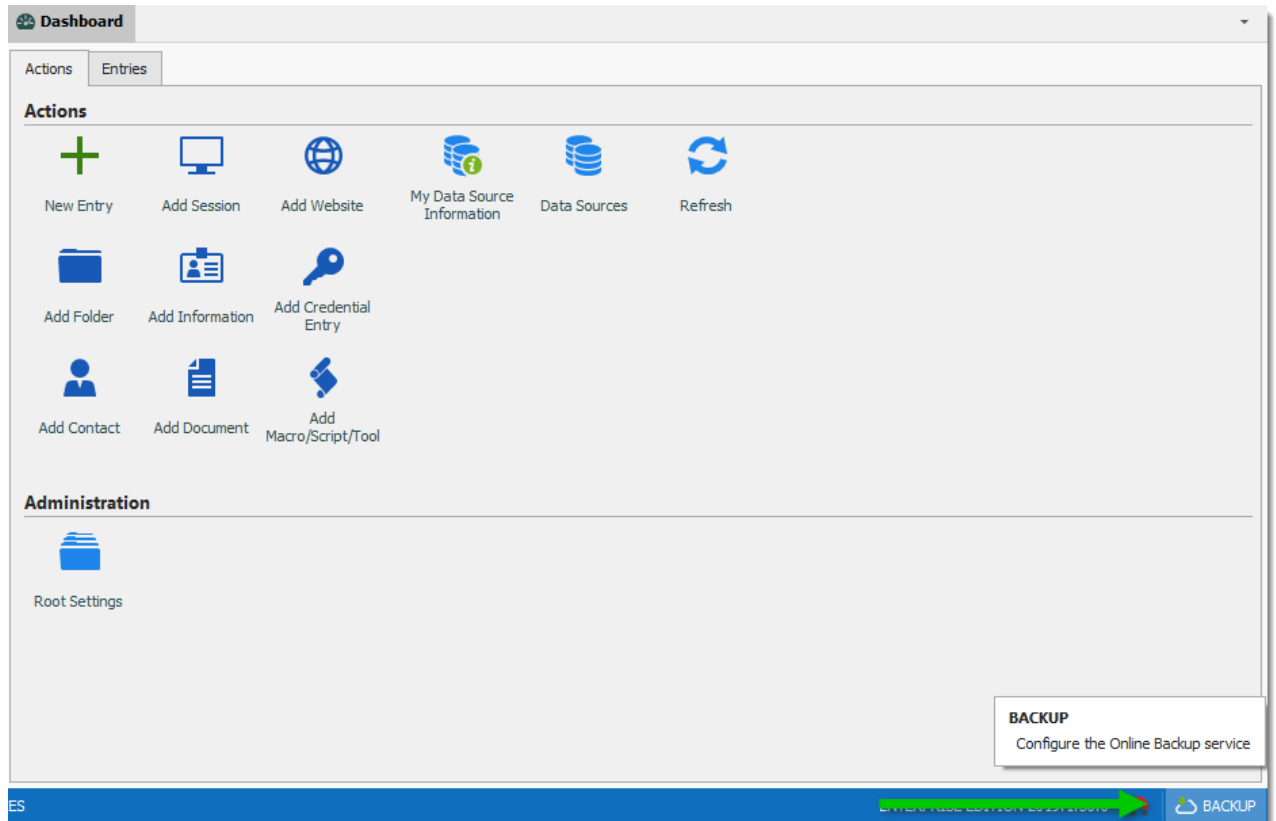 Dashboard
Actions Entries
Actions
New Entry Add Session Add Website My Data Source Information Data Sources Refresh
Add Folder Add Information Add Credential Entry
Add Contact Add Document Add Macro/Script/Tool
Administration
Root Settings
BACKUP
Configure the Online Backup service
ES BACKUP